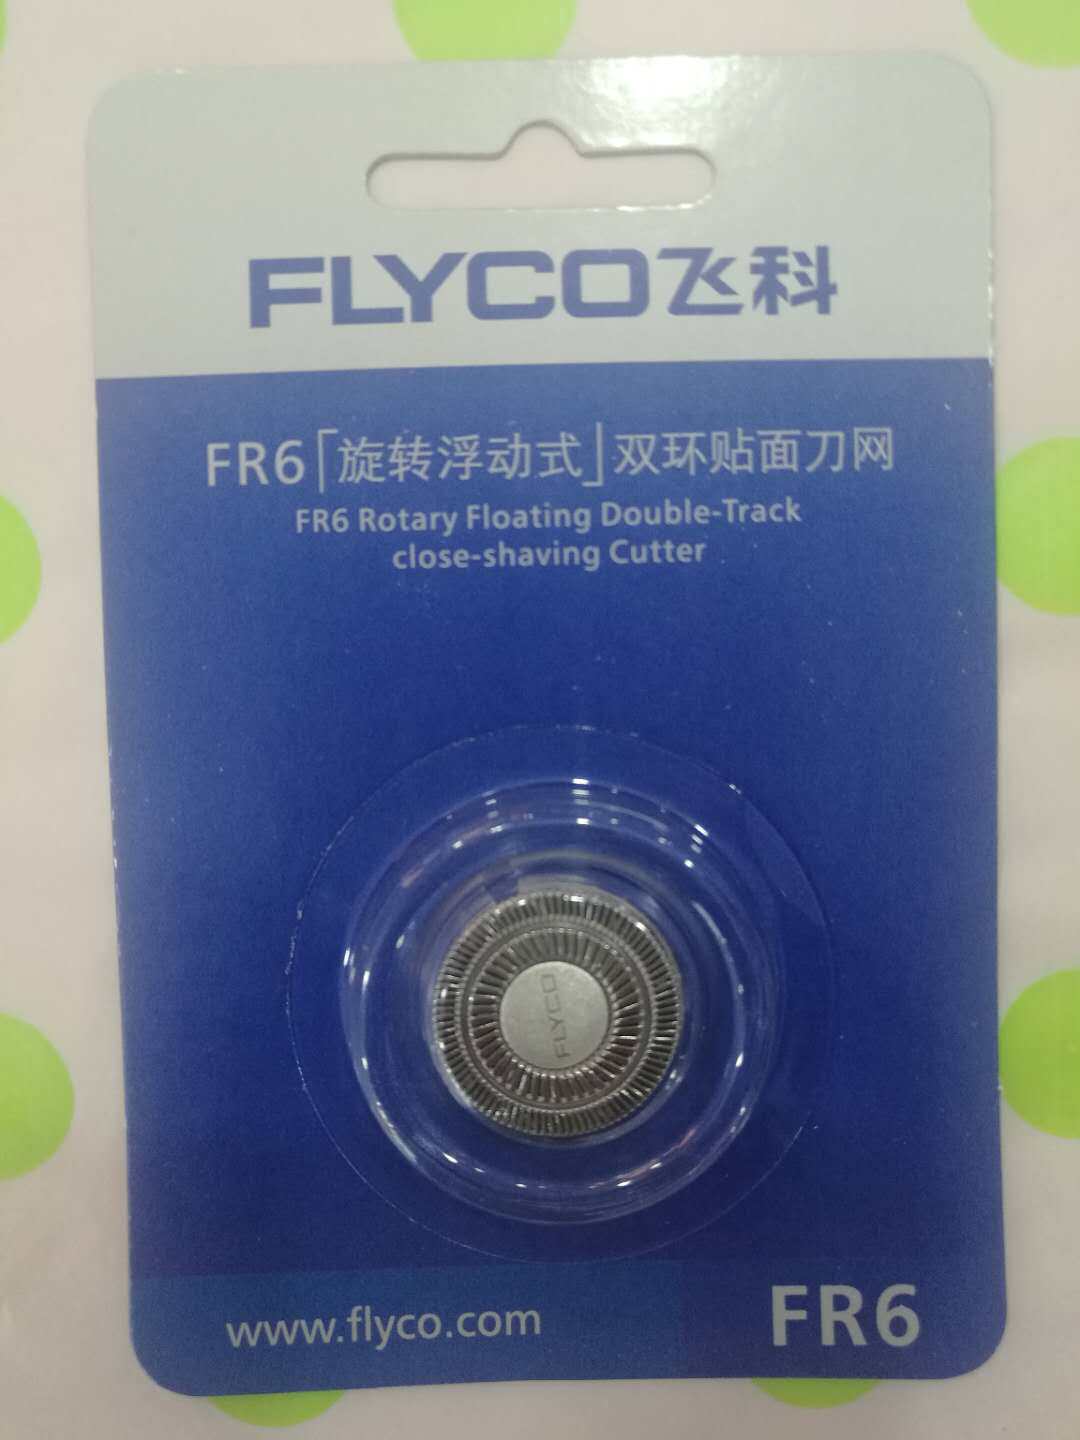 FLYCO飞科
FR6「旋转浮动式」双环贴面刀网
FR6 Rotary Floating Double-Track
close-shaving Cutter
FLYCO
www.flyco.com
FR6